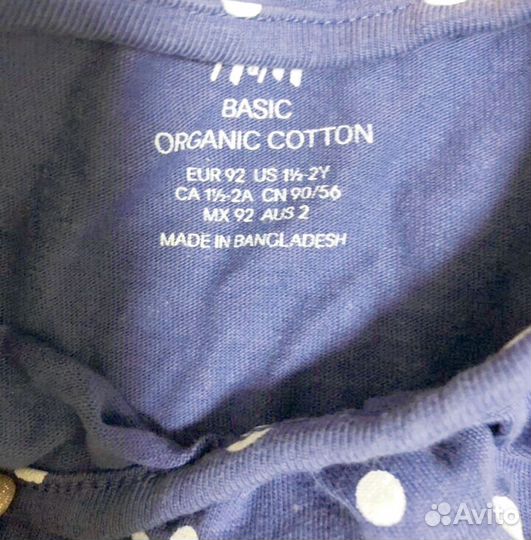 H&M
BASIC
ORGANIC COTTON
EUR 92 US 1½-2Y
CA 1½-2A CN 90/56
MX 92 AUS 2
MADE IN BANGLADESH
Avito